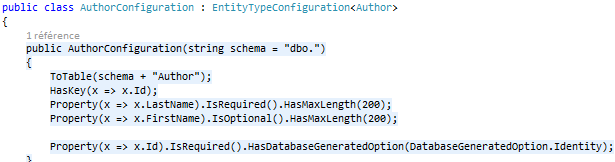 public class AuthorConfiguration : EntityTypeConfiguration<Author>
{
1 référence
public AuthorConfiguration(string schema = "dbo.")
{
ToTable(schema + "Author");
HasKey(x => x.Id);
Property(x => x.LastName).IsRequired().HasMaxLength(200);
Property(x => x.FirstName).IsOptional().HasMaxLength(200);
Property(x => x.Id).IsRequired().HasDatabaseGeneratedOption(DatabaseGeneratedOption.Identity);
}